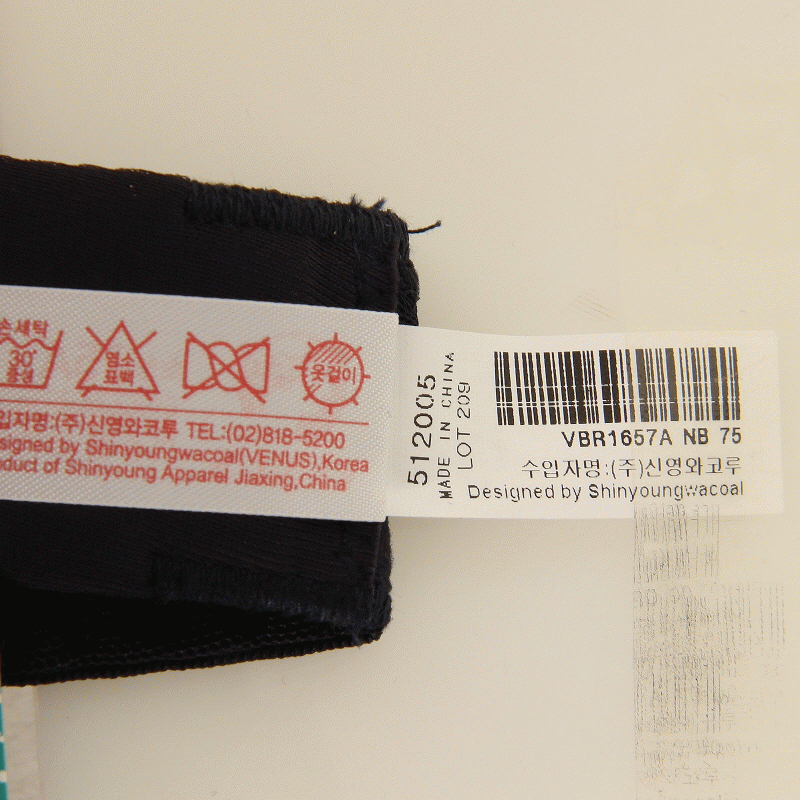 손세탁
30°
중성
염소
표백
옷걸이
입자명:(주)신영와코루 TEL:(02)818-5200
signed by Shinyoungwacoal(VENUS),Korea
oduct of Shinyoung Apparel Jiaxing,China
512005
MADE IN CHINA
LOT 209
VBR1657A NB 75
수입자명:(주)신영와코루
Designed by Shinyoungwacoal